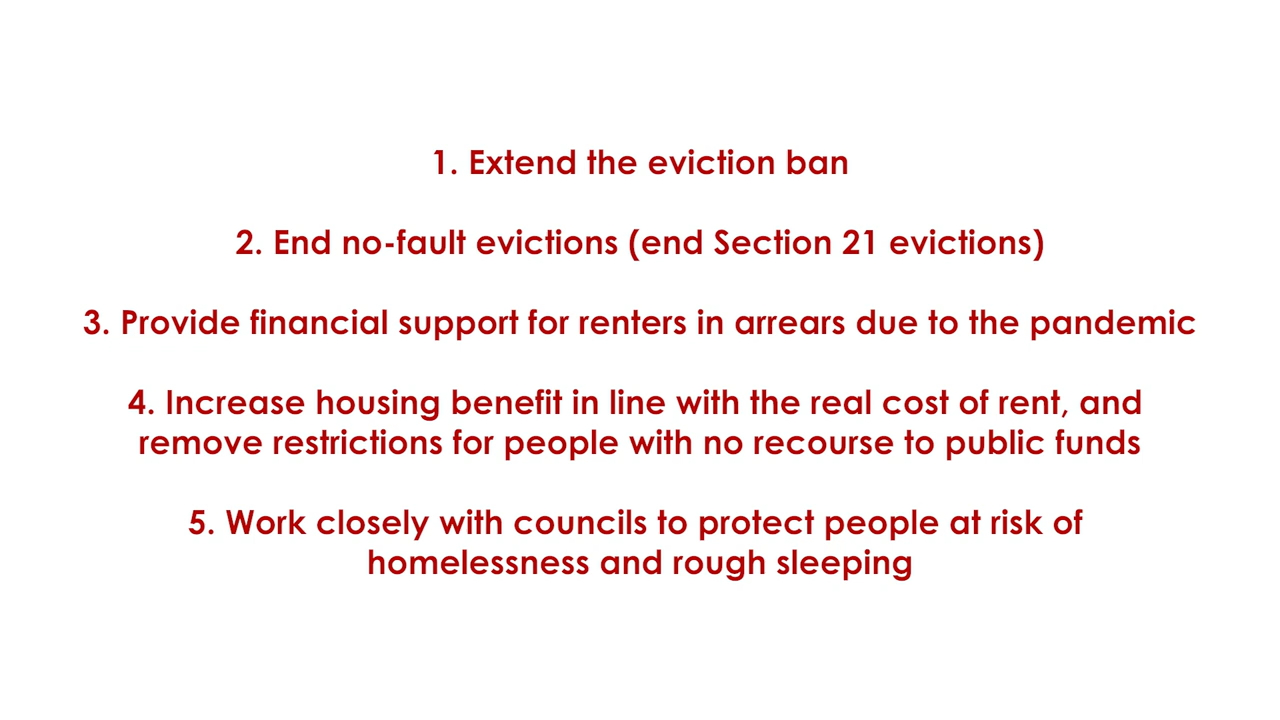 1. Extend the eviction ban
2. End no-fault evictions (end Section 21 evictions)
3. Provide financial support for renters in arrears due to the pandemic
4. Increase housing benefit in line with the real cost of rent, and
remove restrictions for people with no recourse to public funds
5. Work closely with councils to protect people at risk of
homelessness and rough sleeping